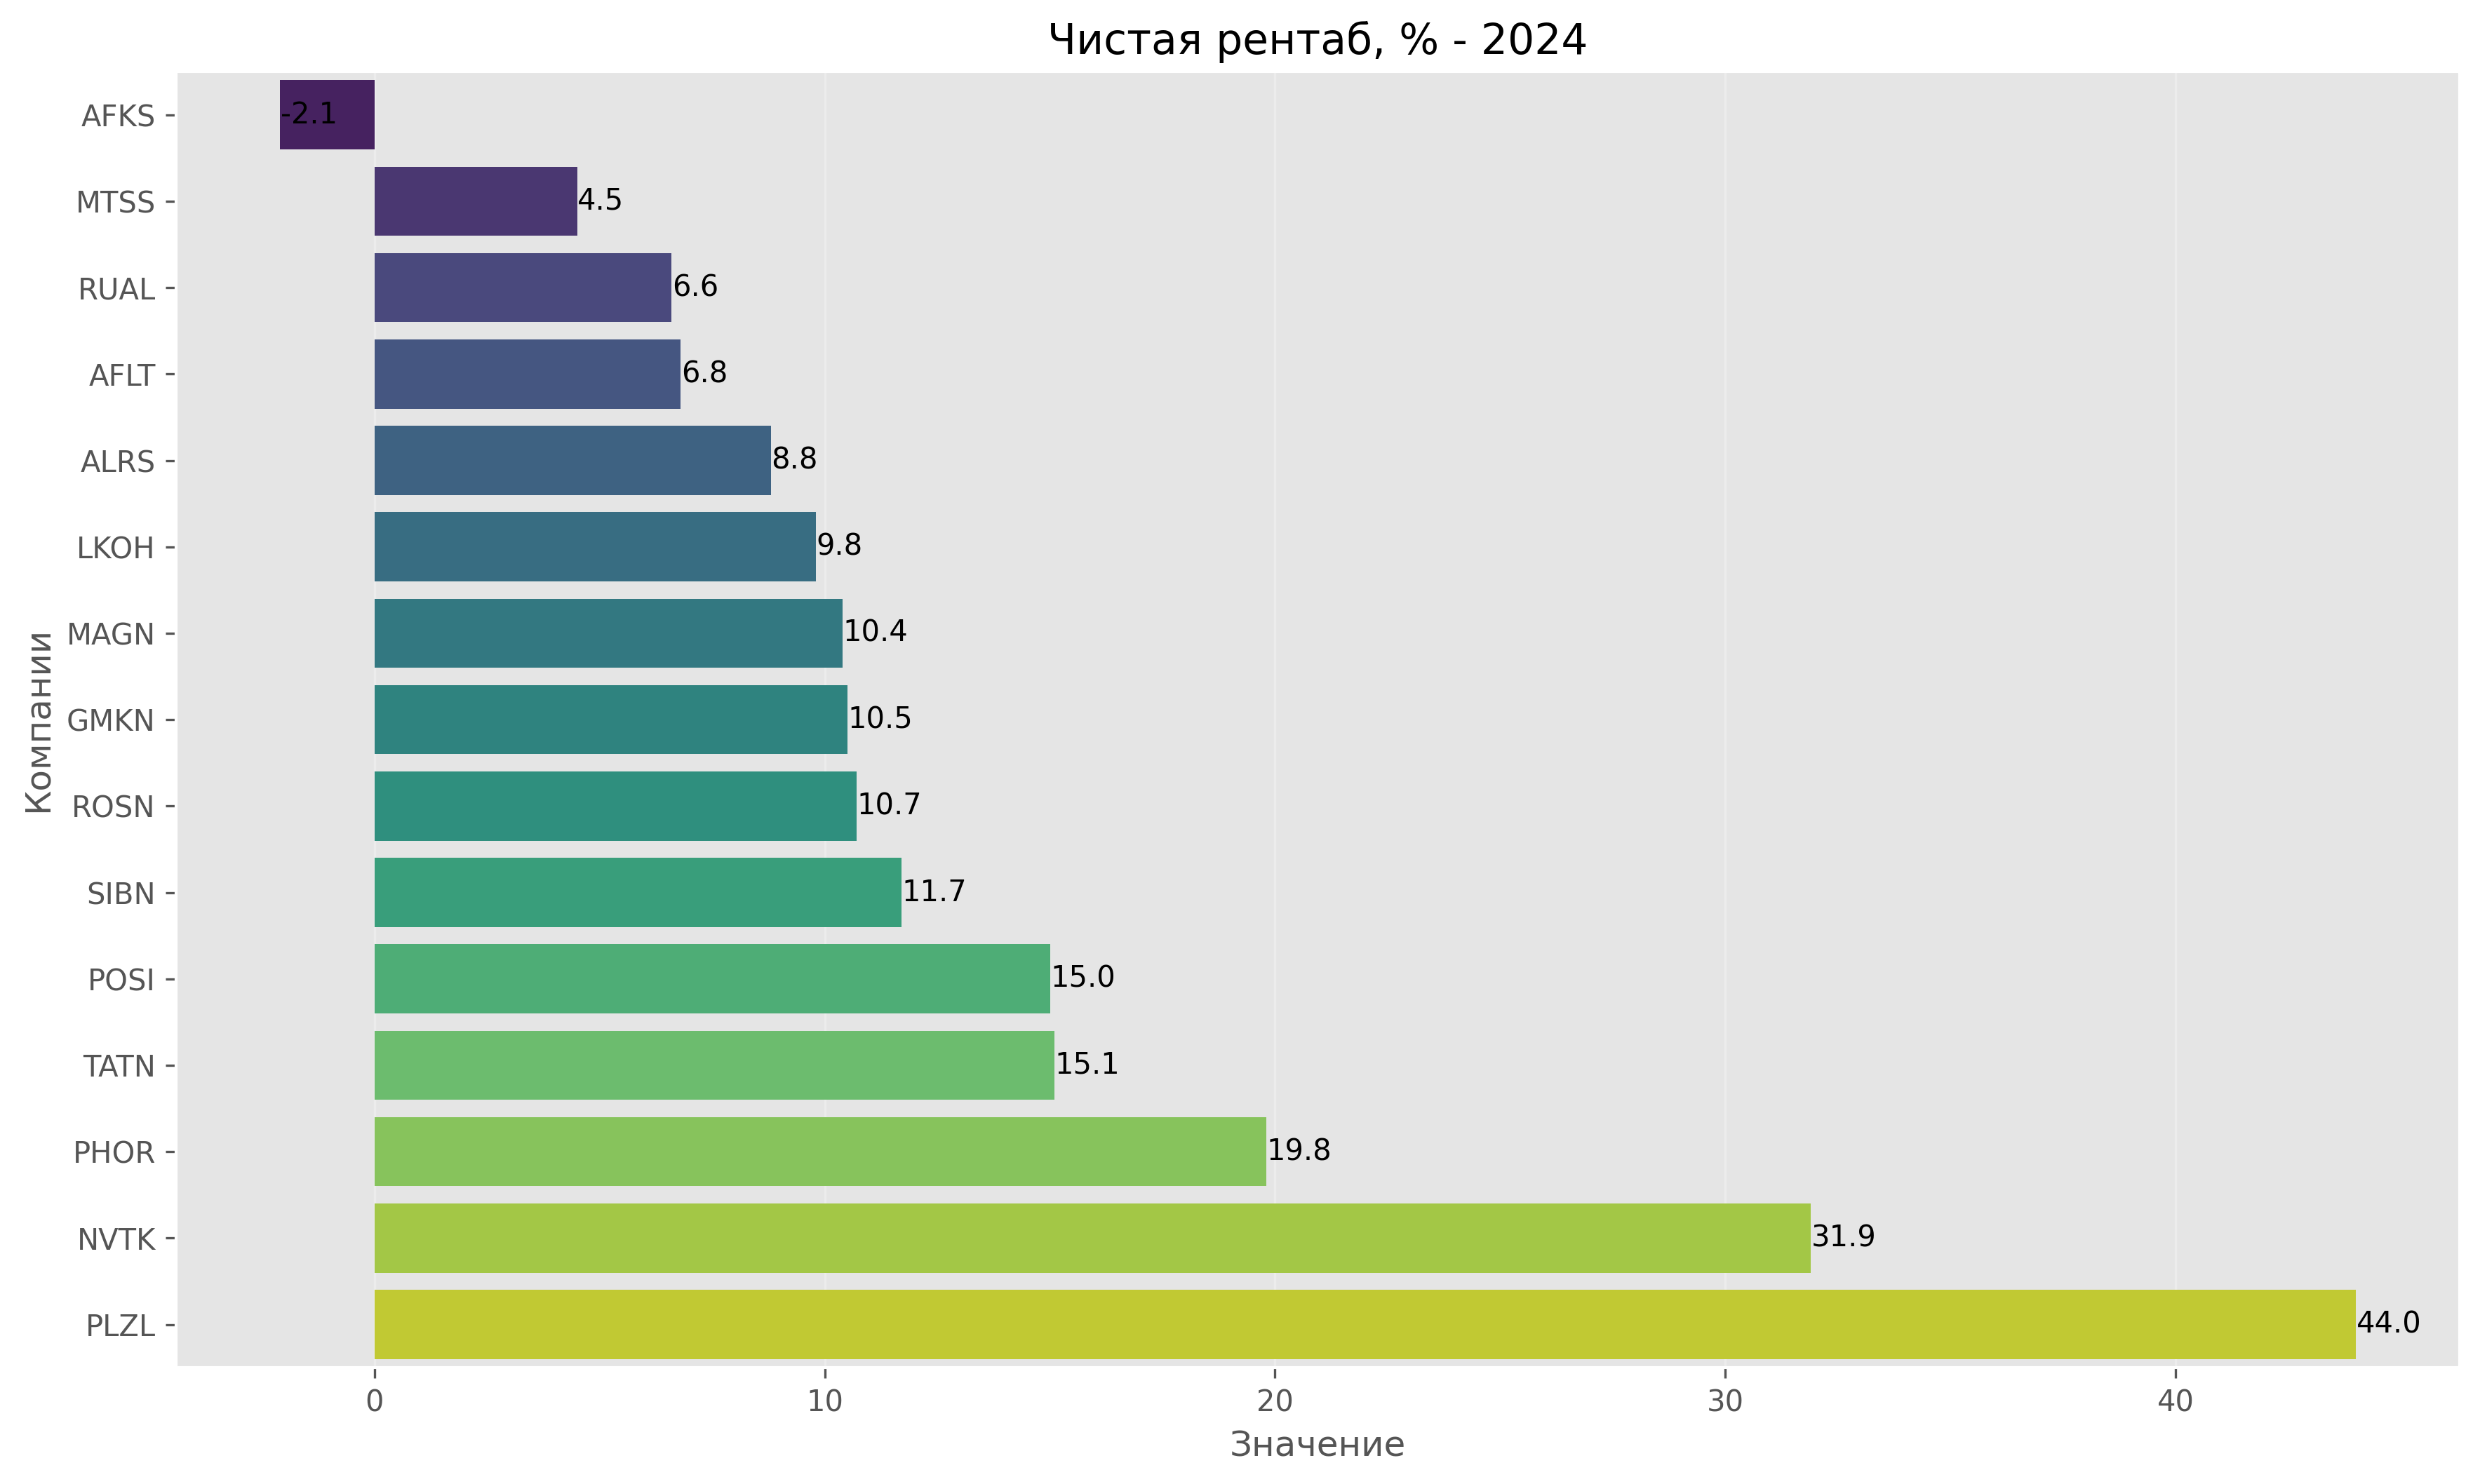 Чистая рентаб, % - 2024
AFKS
-2.1
MTSS
4.5
RUAL
6.6
AFLT
6.8
ALRS
8.8
LKOH
9.8
MAGN
10.4
GMKN
10.5
ROSN
10.7
SIBN
11.7
POSI
15.0
TATN
15.1
PHOR
19.8
NVTK
31.9
PLZL
44.0
Компании
0 10 20 30 40
Значение